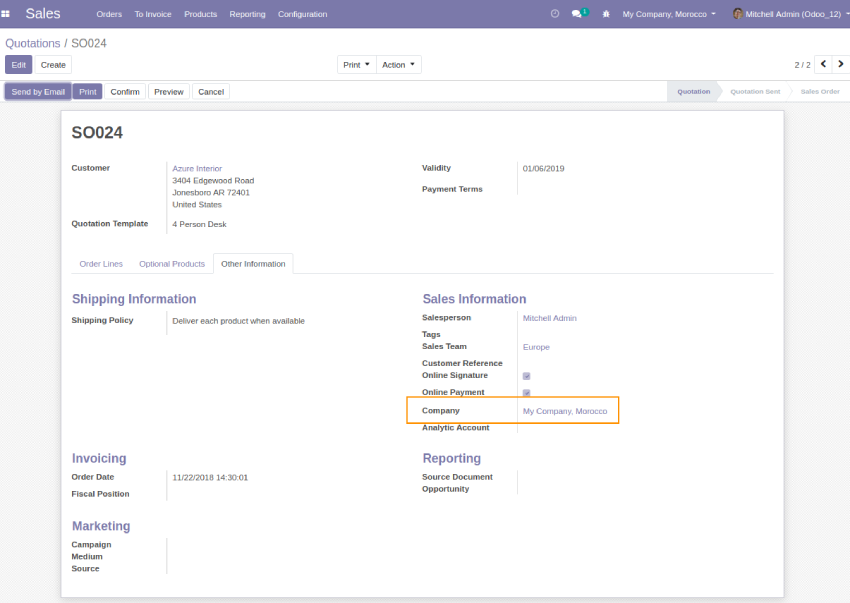 Sales Orders To Invoice Products Reporting Configuration 1 My Company, Morocco Mitchell Admin (Odoo_12)
Quotations / SO024
Edit Create Print Action 2 / 2
Send by Email Print Confirm Preview Cancel Quotation Quotation Sent Sales Order
SO024
Customer Azure Interior
3404 Edgewood Road
Jonesboro AR 72401
United States
Quotation Template 4 Person Desk
Validity 01/06/2019
Payment Terms
Order Lines Optional Products Other Information
Shipping Information
Shipping Policy Deliver each product when available
Sales Information
Salesperson Mitchell Admin
Tags
Sales Team Europe
Customer Reference
Online Signature
Online Payment
Company My Company, Morocco
Analytic Account
Invoicing
Order Date 11/22/2018 14:30:01
Fiscal Position
Reporting
Source Document
Opportunity
Marketing
Campaign
Medium
Source